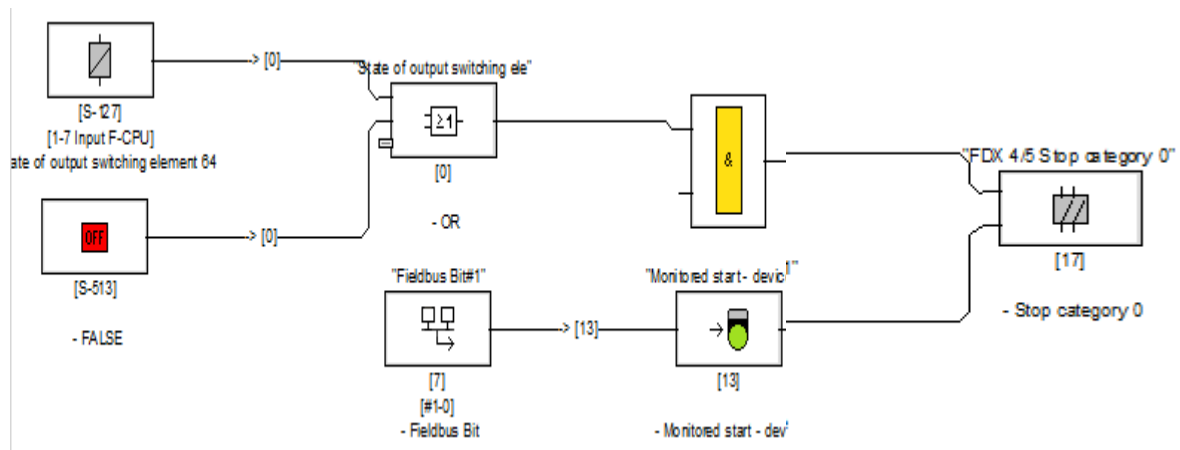 -> [0]
"State of output switching ele"
[S-127]
[1-7 Input F-CPU]
ate of output switching element 64
≥1
[0]
- OR
&
"FDX 4/5 Stop category 0"
[17]
- Stop category 0
OFF
-> [0]
[S-513]
- FALSE
"Fieldbus Bit#1"
-> [13]
[7]
[#1-0]
- Fieldbus Bit
"Monitored start - devic
[13]
- Monitored start - dev